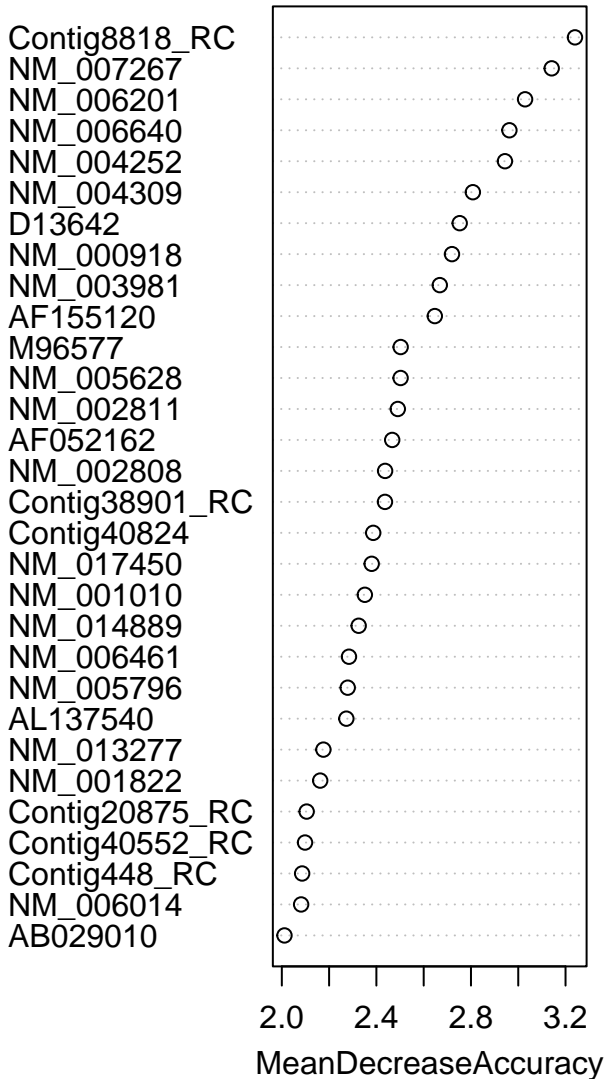 Contig8818_RC
NM_007267
NM_006201
NM_006640
NM_004252
NM_004309
D13642
NM_000918
NM_003981
AF155120
M96577
NM_005628
NM_002811
AF052162
NM_002808
Contig38901_RC
Contig40824
NM_017450
NM_001010
NM_014889
NM_006461
NM_005796
AL137540
NM_013277
NM_001822
Contig20875_RC
Contig40552_RC
Contig448_RC
NM_006014
AB029010
2.0 2.4 2.8 3.2
MeanDecreaseAccuracy